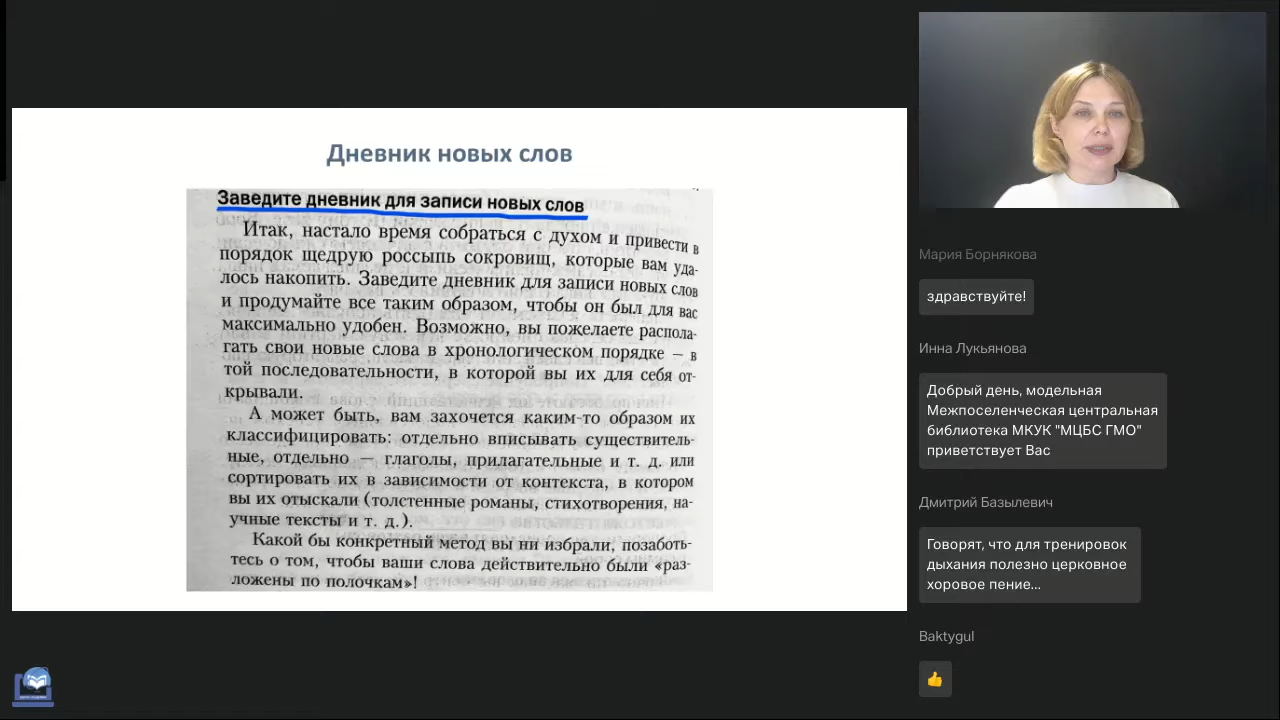 Дневник новых слов
Заведите дневник для записи новых слов
Итак, настало время собраться с духом и привести в
порядок щедрую россыпь сокровищ, которые вам уда-
лось накопить. Заведите дневник для записи новых слов
и продумайте все таким образом, чтобы он был для вас
максимально удобен. Возможно, вы пожелаете распола-
гать свои новые слова в хронологическом порядке — в
той последовательности, в которой вы их для себя от-
крывали.
А может быть, вам захочется каким-то образом их
классифицировать: отдельно вписывать существитель-
ные, отдельно — глаголы, прилагательные и т. д. или
сортировать их в зависимости от контекста, в котором
вы их отыскали (толстенные романы, стихотворения, на-
учные тексты и т. д.).
Какой бы конкретный метод вы ни избрали, позаботь-
тесь о том, чтобы ваши слова действительно были «раз-
ложены по полочкам»!
Мария Борнякова
здравствуйте!
Инна Лукьянова
Добрый день, модельная
Межпоселенческая центральная
библиотека МКУК "МЦБС ГМО"
приветствует Вас
Дмитрий Базылевич
Говорят, что для тренировок
дыхания полезно церковное
хоровое пение...
Baktygul